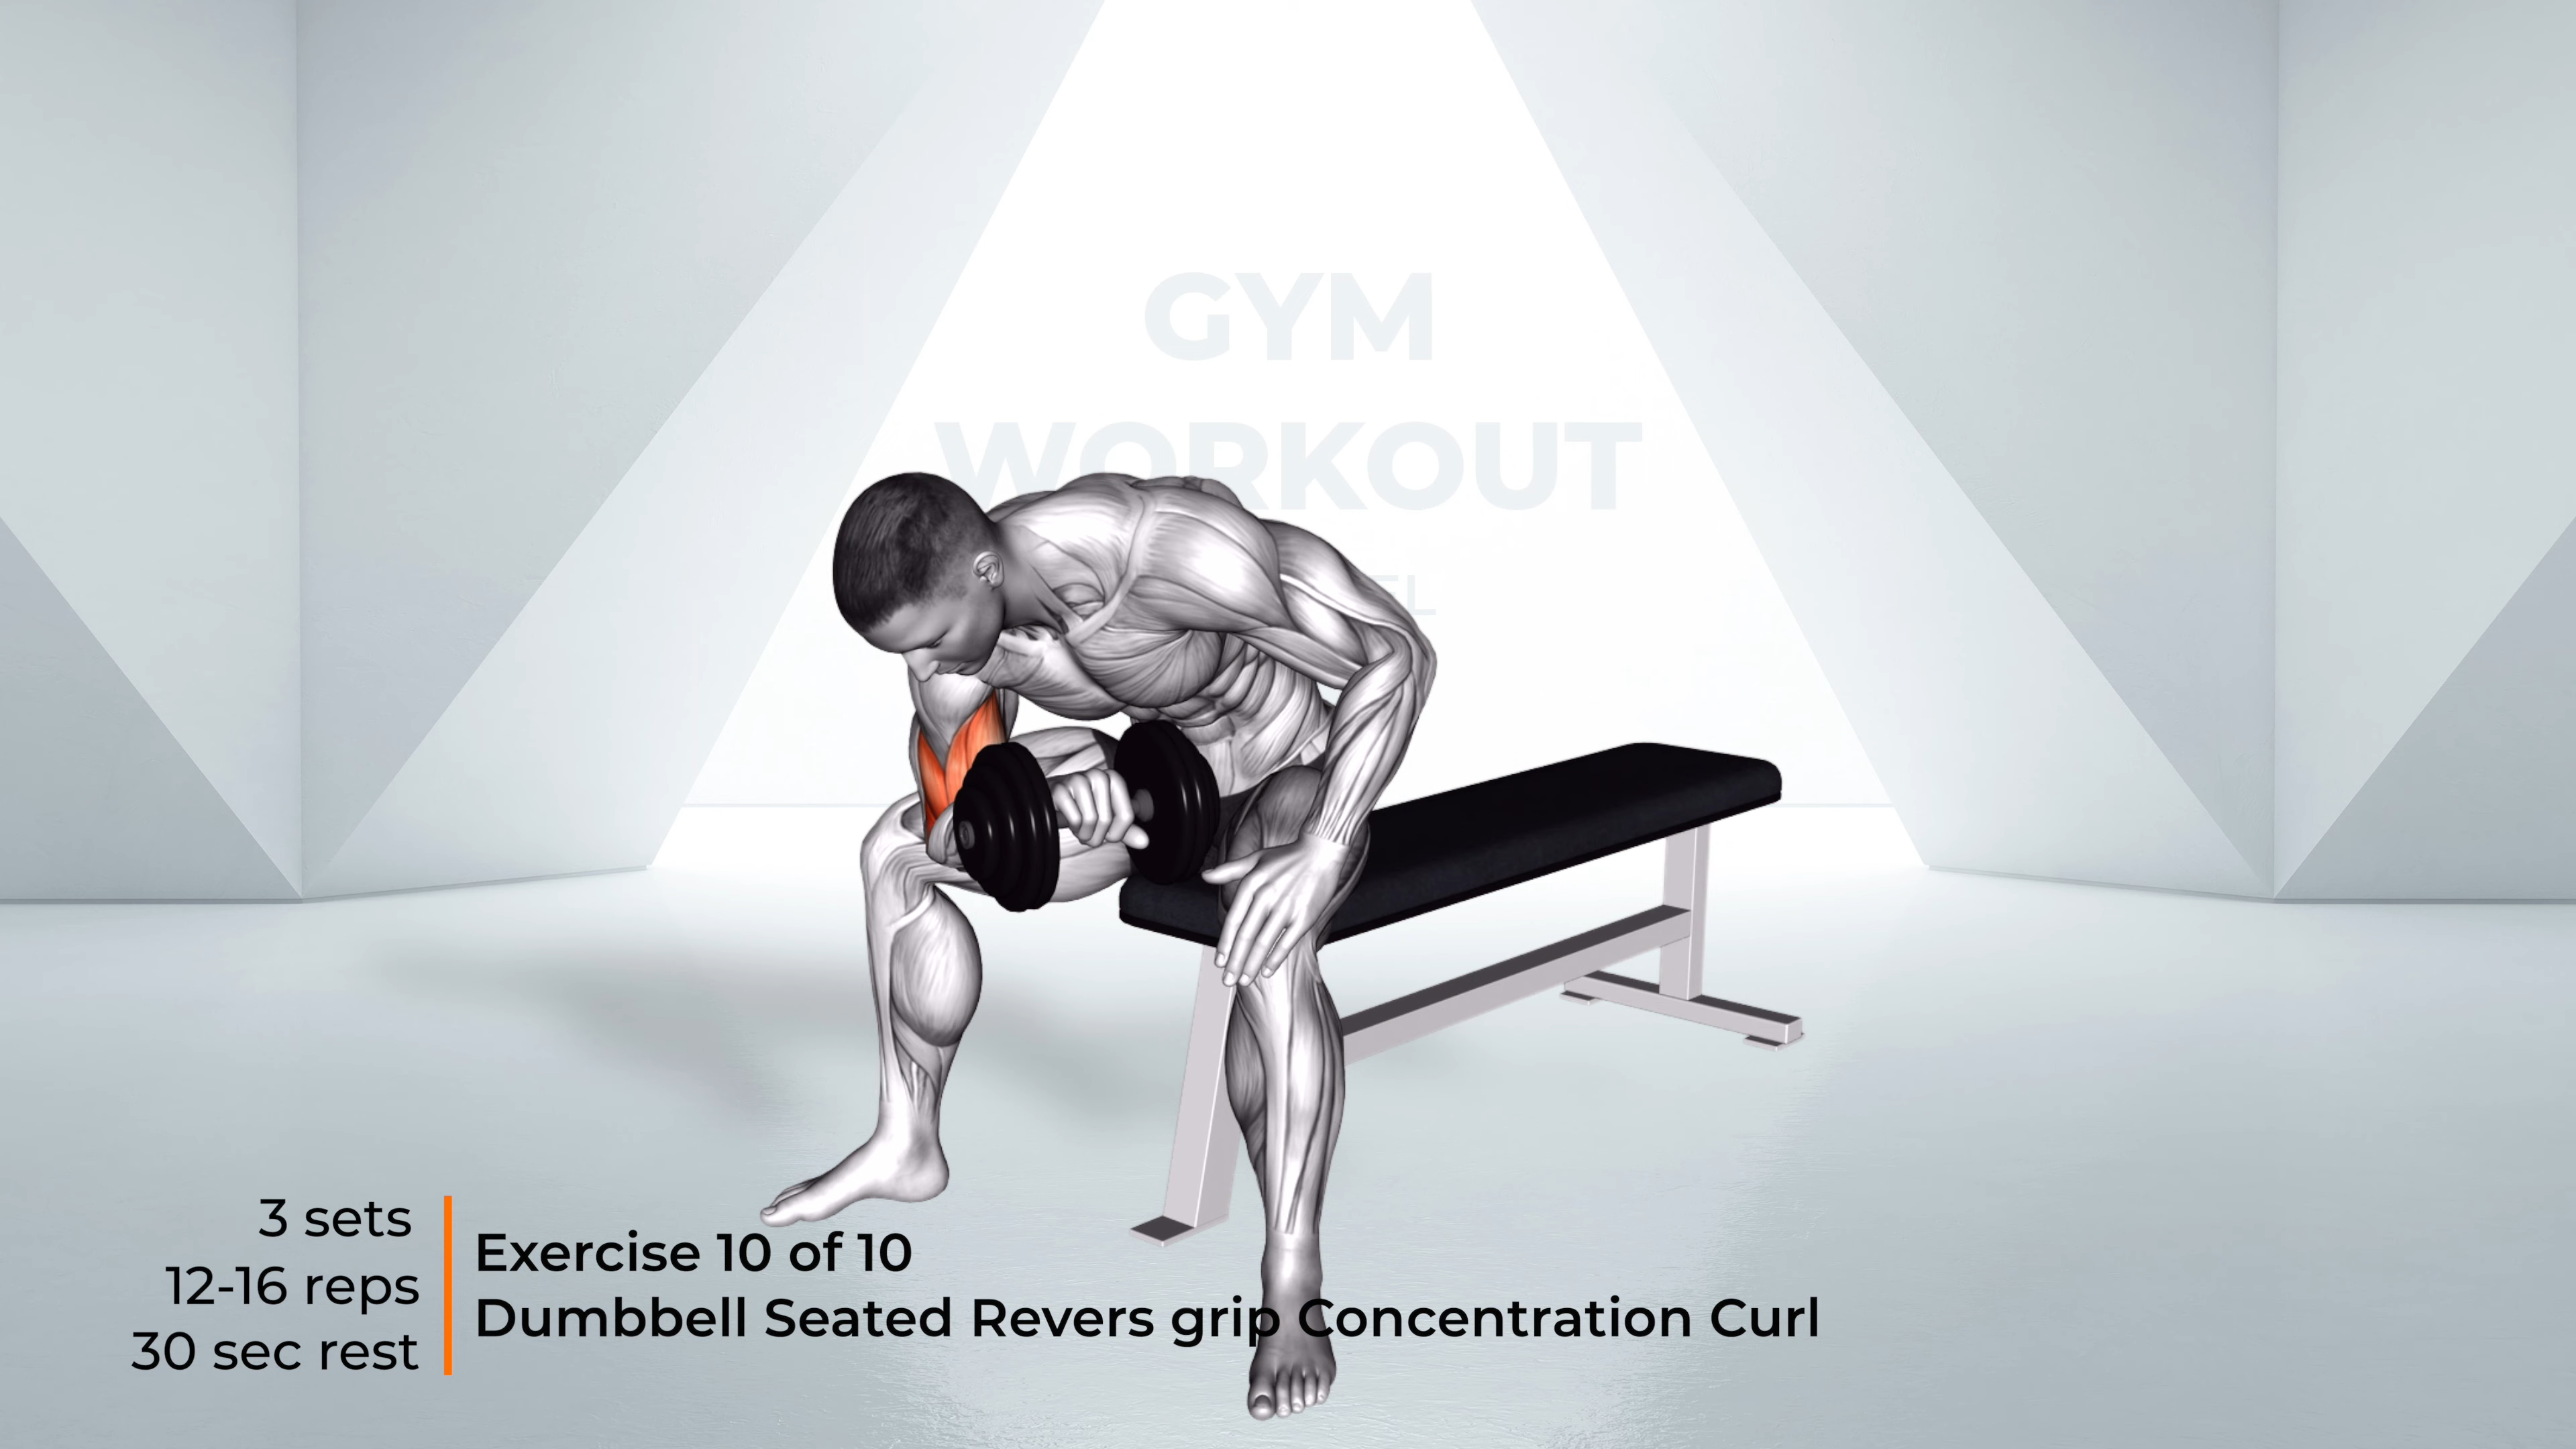 GYM
WORKOUT
3 sets
12-16 reps
30 sec rest
Exercise 10 of 10
Dumbbell Seated Revers grip Concentration Curl